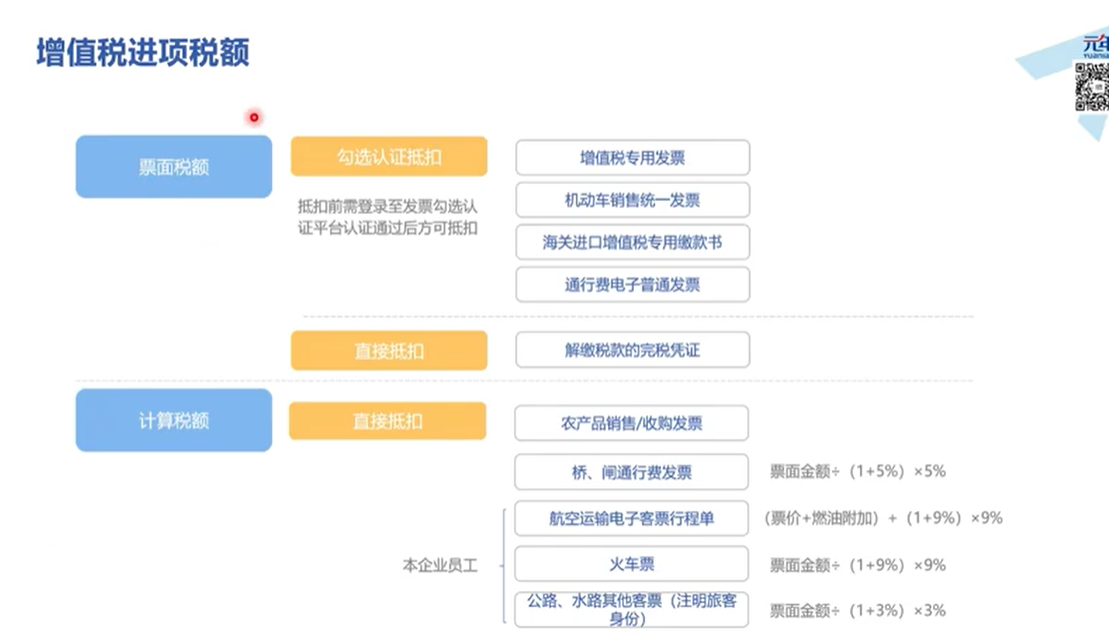 增值税进项税额
票面税额
勾选认证抵扣
抵扣前需登录至发票勾选认
证平台认证通过后方可抵扣
增值税专用发票
机动车销售统一发票
海关进口增值税专用缴款书
通行费电子普通发票
直接抵扣
解缴税款的完税凭证
计算税额
直接抵扣
农产品销售/收购发票
桥、闸通行费发票
票面金额÷（1+5%）×5%
本企业员工
航空运输电子客票行程单
（票价+燃油附加）+（1+9%）×9%
火车票
票面金额÷（1+9%）×9%
公路、水路其他客票（注明旅客
身份）
票面金额÷（1+3%）×3%